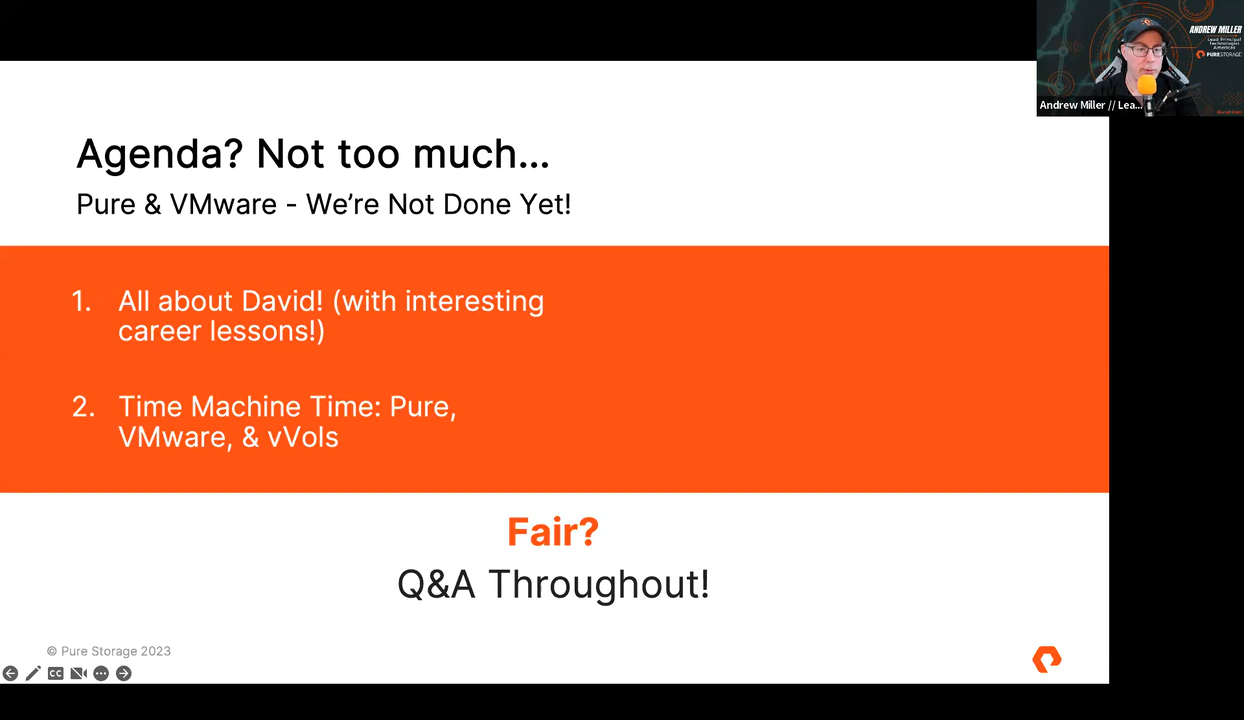 ANDREW MILLER
Lead Principal
Technologist
Americas
PURE STORAGE
Andrew Miller // Lea...
Agenda? Not too much...
Pure & VMware - We’re Not Done Yet!
1. All about David! (with interesting
career lessons!)
2. Time Machine Time: Pure,
VMware, & vVols
Fair?
Q&A Throughout!
© Pure Storage 2023
CC